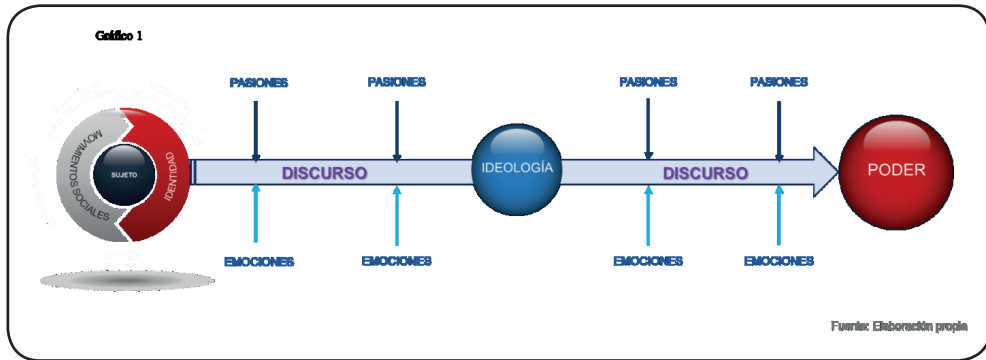 Gráfico 1
PASIONES
PASIONES
PASIONES
PASIONES
MOVIMIENTOS SOCIALES
SUJETO
IDENTIDAD
DISCURSO
IDEOLOGÍA
DISCURSO
PODER
EMOCIONES
EMOCIONES
EMOCIONES
EMOCIONES
Fuente: Elaboración propia